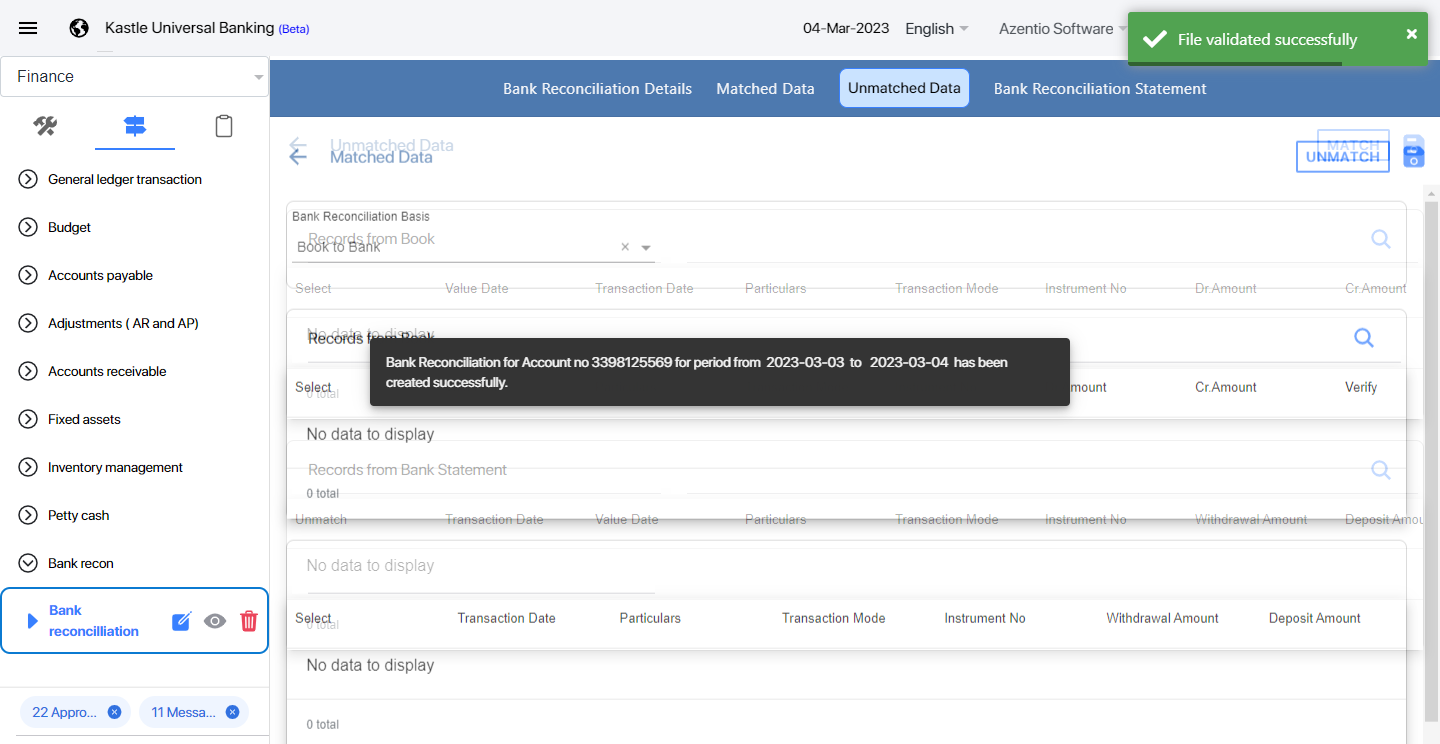 Kastle Universal Banking (Beta)
04-Mar-2023
English
Azentio Software
File validated successfully
Finance
Bank Reconciliation Details
Matched Data
Unmatched Data
Bank Reconciliation Statement
Unmatched Data
Matched Data
MATCH
UNMATCH
General ledger transaction
Budget
Accounts payable
Adjustments ( AR and AP)
Accounts receivable
Fixed assets
Inventory management
Petty cash
Bank recon
Bank
reconcilliation
22 Appro...
11 Messa...
Bank Reconciliation Basis
Records from Book
Book to Bank
Select Value Date Transaction Date Particulars Transaction Mode Instrument No Dr.Amount Cr.Amount
No data to display
Records from Book
Bank Reconciliation for Account no 3398125569 for period from 2023-03-03 to 2023-03-04 has been
created successfully.
Select Cr.Amount Verify
0 total
No data to display
Records from Bank Statement
0 total
Unmatch Transaction Date Value Date Particulars Transaction Mode Instrument No Withdrawal Amount Deposit Amou
No data to display
Select Transaction Date Particulars Transaction Mode Instrument No Withdrawal Amount Deposit Amount
0 total
No data to display
0 total